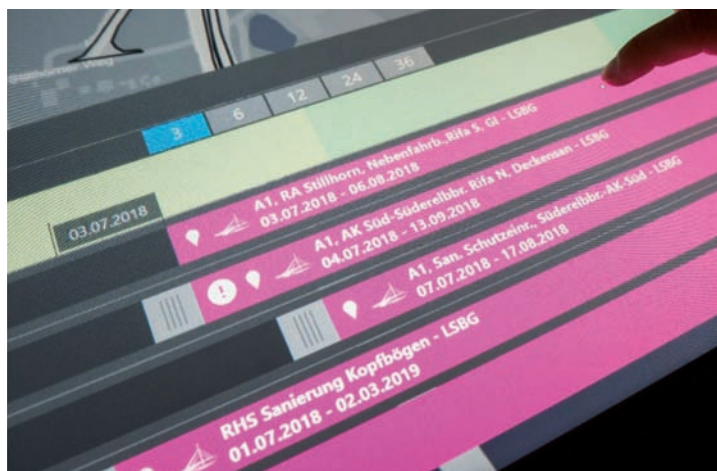 Stillhorner Weg
3 6 12 24 36
03.07.2018
A1, RA Stillhorn, Nebenfahrb.,Rifa S, Gl - LSBG
03.07.2018 - 06.08.2018
A1, AK Süd-Süderelbbr. Rifa N, Deckensan - LSBG
04.07.2018 - 13.09.2018
A1, San. Schutzeinr., Süderelbbr.-AK-Süd - LSBG
07.07.2018 - 17.08.2018
RHS Sanierung Kopfbögen - LSBG
01.07.2018 - 02.03.2019